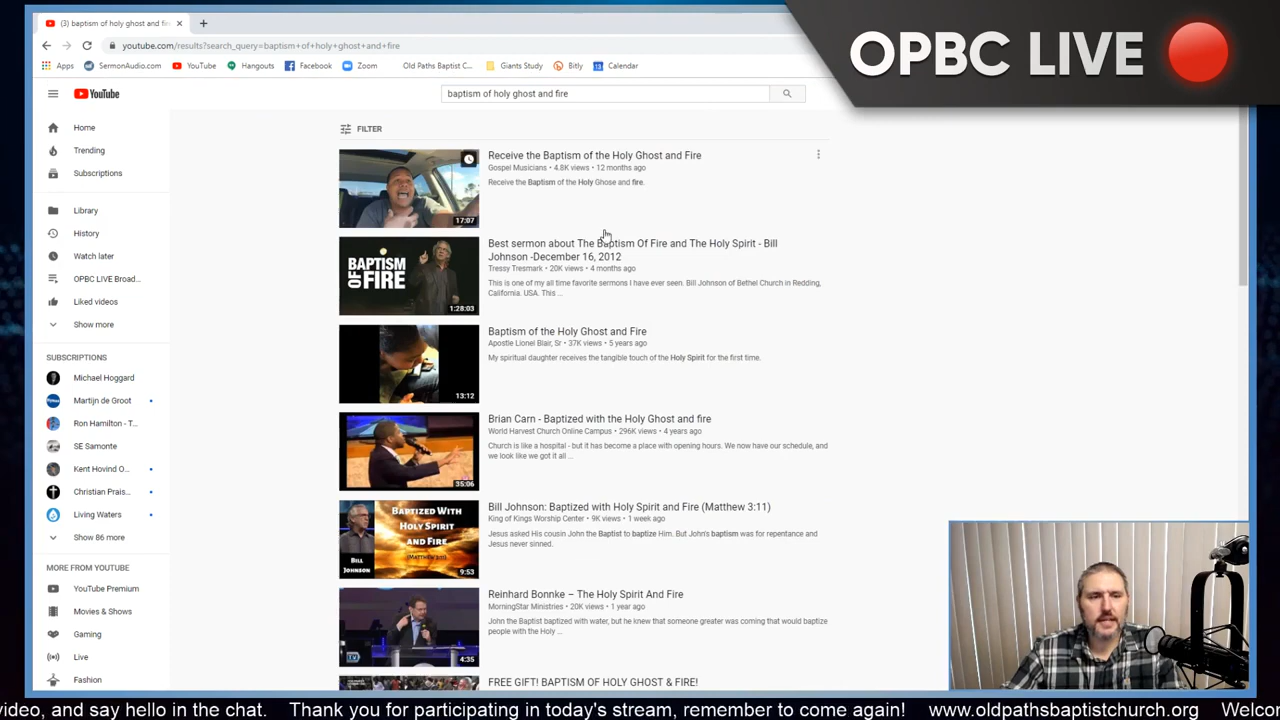 (3) baptism of holy ghost and fir
OPBC LIVE
youtube.com/results?search_query=baptism+of+holy+ghost+and+fire
Apps SermonAudio.com YouTube Hangouts Facebook Zoom Old Paths Baptist C... Giants Study Bitly Calendar
YouTube
baptism of holy ghost and fire
Home
Trending
Subscriptions
Library
History
Watch later
OPBC LIVE Broad...
Liked videos
Show more
SUBSCRIPTIONS
Michael Hoggard
Martijn de Groot
Ron Hamilton - T...
SE Samonte
Kent Hovind O...
Christian Prais...
Living Waters
Show 86 more
MORE FROM YOUTUBE
YouTube Premium
Movies & Shows
Gaming
Live
Fashion
FILTER
17:07
Receive the Baptism of the Holy Ghost and Fire
Gospel Musicians • 4.8K views • 12 months ago
Receive the Baptism of the Holy Ghose and fire.
BAPTISM
OF FIRE
1:28:03
Best sermon about The Baptism Of Fire and The Holy Spirit - Bill
Johnson -December 16, 2012
Tressy Tresmark • 20K views • 4 months ago
This is one of my all time favorite sermons I have ever seen. Bill Johnson of Bethel Church in Redding,
California. USA. This ...
13:12
Baptism of the Holy Ghost and Fire
Apostle Lionel Blair, Sr • 37K views • 5 years ago
My spiritual daughter receives the tangible touch of the Holy Spirit for the first time.
35:06
Brian Carn - Baptized with the Holy Ghost and fire
World Harvest Church Online Campus • 296K views • 4 years ago
Church is like a hospital - but it has become a place with opening hours. We now have our schedule, and
we look like we got it all ...
BAPTIZED WITH
HOLY SPIRIT
AND FIRE
(MATTHEW 3:11)
BILL
JOHNSON
9:53
Bill Johnson: Baptized with Holy Spirit and Fire (Matthew 3:11)
King of Kings Worship Center • 9K views • 1 week ago
Jesus asked His cousin John the Baptist to baptize Him. But John's baptism was for repentance and
Jesus never sinned.
4:35
Reinhard Bonnke – The Holy Spirit And Fire
MorningStar Ministries • 20K views • 1 year ago
John the Baptist baptized with water, but he knew that someone greater was coming that would baptize
people with the Holy ...
FREE GIFT! BAPTISM OF HOLY GHOST & FIRE!
video, and say hello in the chat. Thank you for participating in today's stream, remember to come again! www.oldpathsbaptistchurch.org Welco